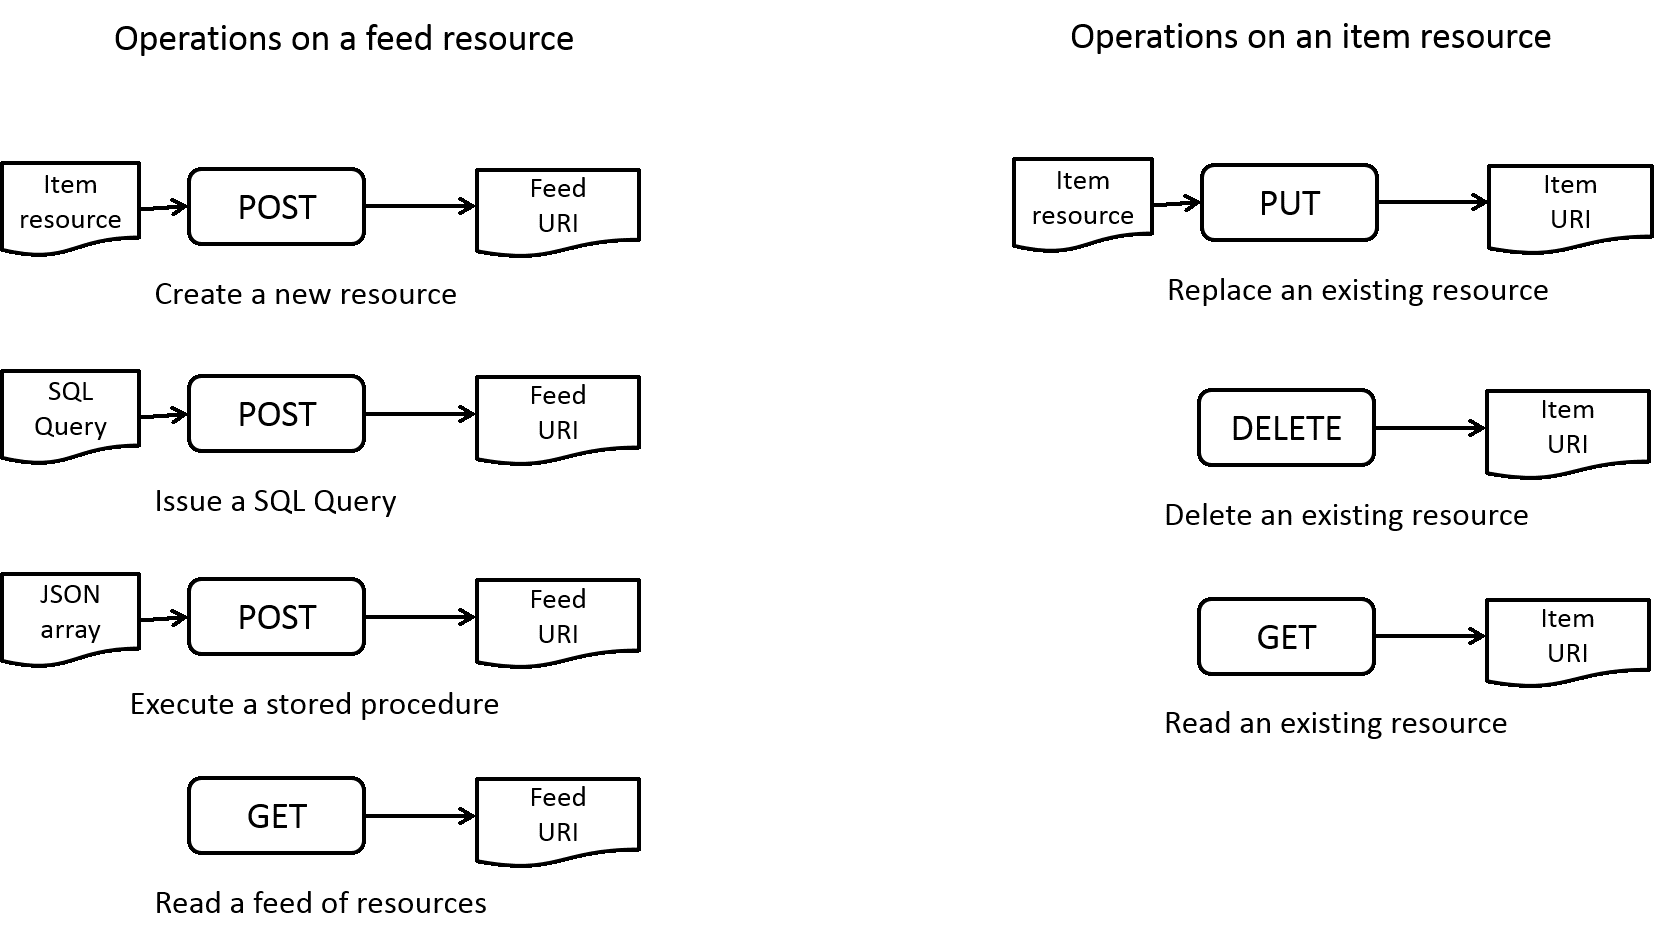 Operations on a feed resource
Item
resource
POST
Feed
URI
Create a new resource
SQL
Query
POST
Feed
URI
Issue a SQL Query
JSON
array
POST
Feed
URI
Execute a stored procedure
GET
Feed
URI
Read a feed of resources
Operations on an item resource
Item
resource
PUT
Item
URI
Replace an existing resource
DELETE
Item
URI
Delete an existing resource
GET
Item
URI
Read an existing resource